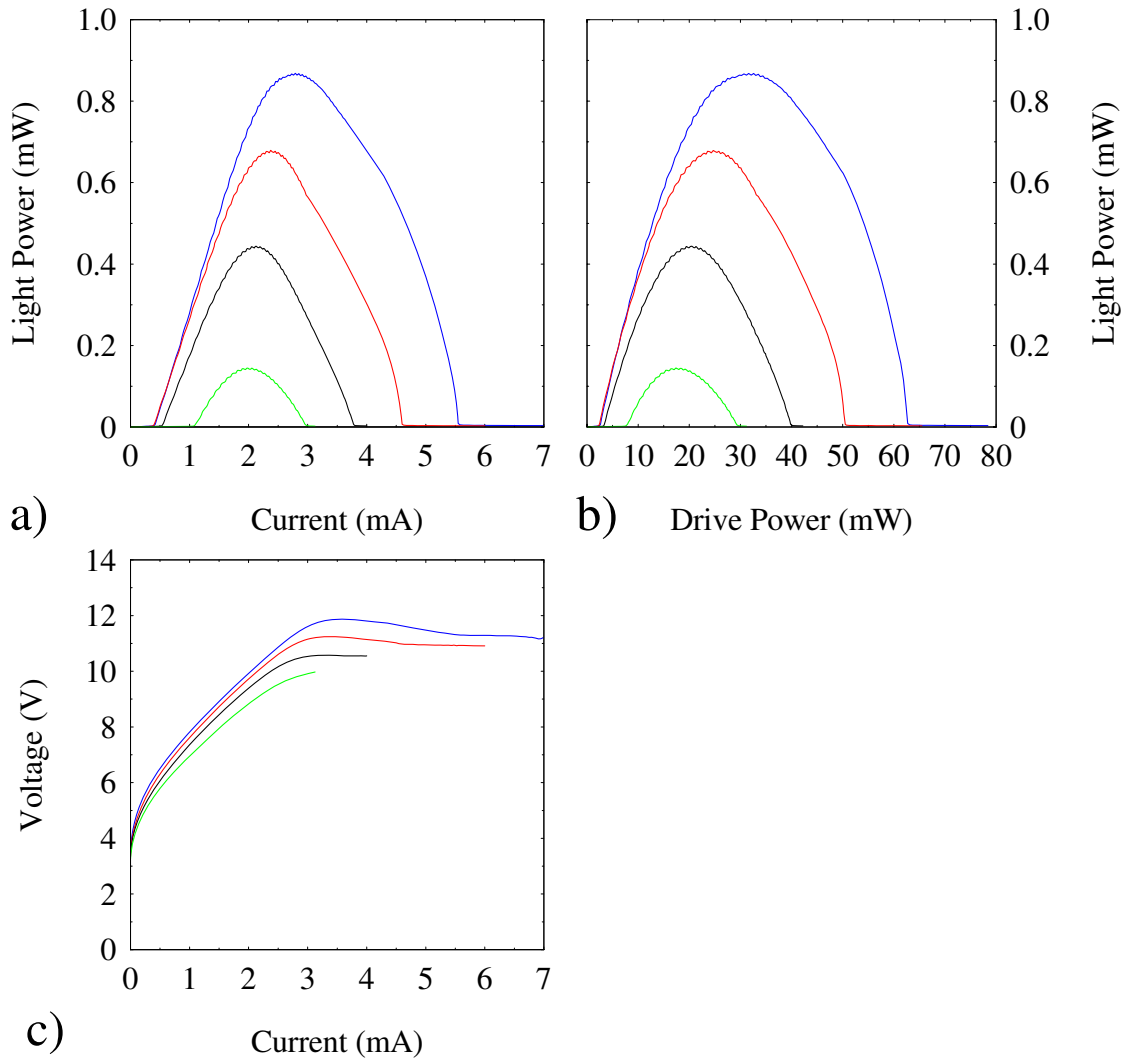 1.0
0.8
0.6
0.4
0.2
0
Light Power (mW)
0 1 2 3 4 5 6 7
Current (mA)
a)
1.0
0.8
0.6
0.4
0.2
0
Light Power (mW)
0 10 20 30 40 50 60 70 80
Drive Power (mW)
b)
14
12
10
8
6
4
2
0
Voltage (V)
0 1 2 3 4 5 6 7
Current (mA)
c)